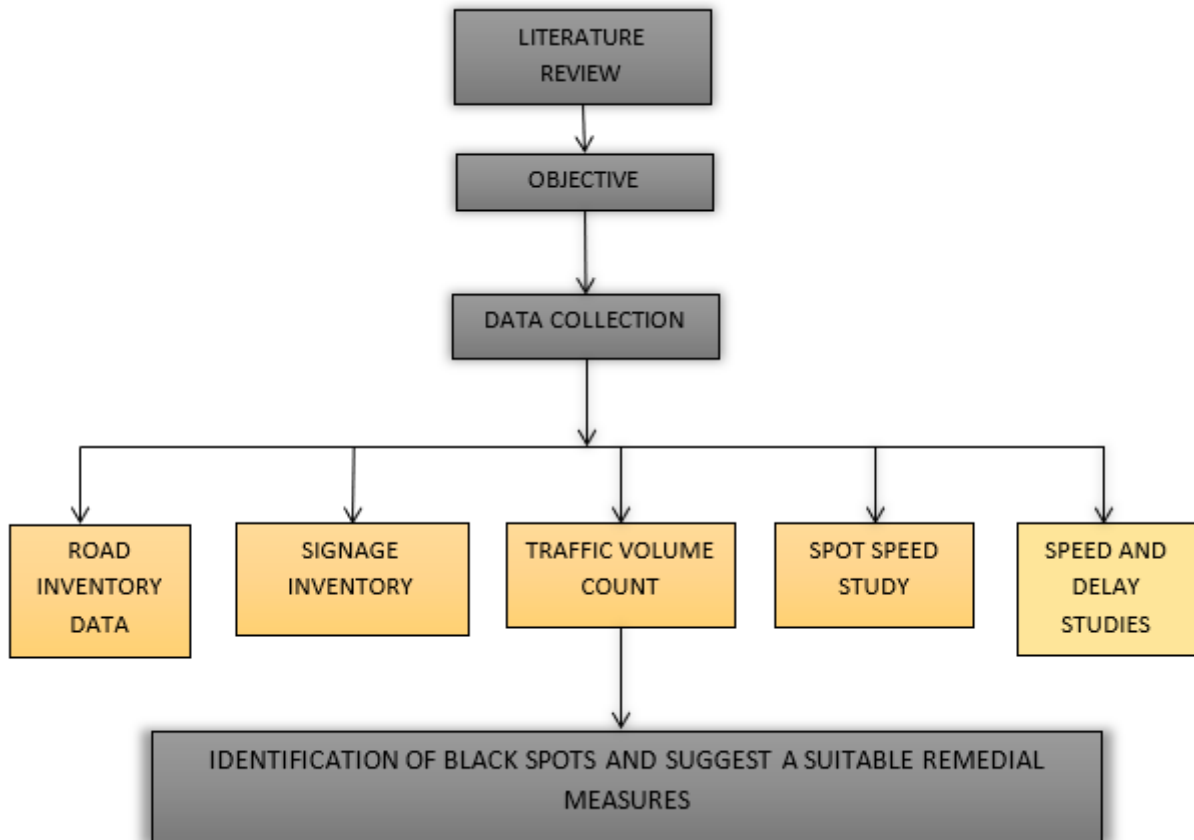 LITERATURE
REVIEW
OBJECTIVE
DATA COLLECTION
ROAD
INVENTORY
DATA
SIGNAGE
INVENTORY
TRAFFIC VOLUME
COUNT
SPOT SPEED
STUDY
SPEED AND
DELAY
STUDIES
IDENTIFICATION OF BLACK SPOTS AND SUGGEST A SUITABLE REMEDIAL
MEASURES